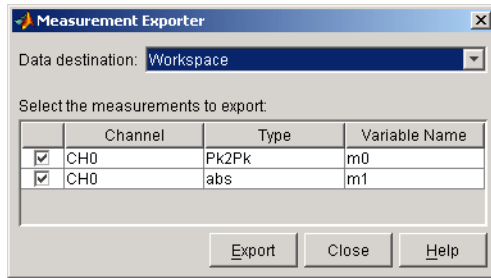 Measurement Exporter
Data destination: Workspace
Select the measurements to export:
Channel Type Variable Name
CH0 Pk2Pk m0
CH0 abs m1
Export Close Help